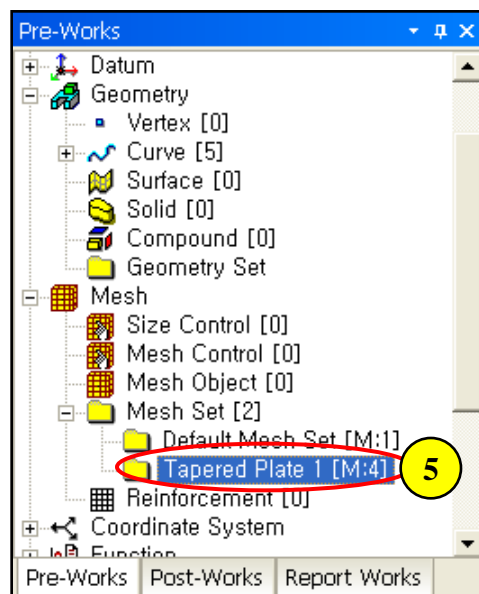 Pre-Works
Datum
Geometry
Vertex [0]
Curve [5]
Surface [0]
Solid [0]
Compound [0]
Geometry Set
Mesh
Size Control [0]
Mesh Control [0]
Mesh Object [0]
Mesh Set [2]
Default Mesh Set [M:1]
Tapered Plate 1 [M:4] 5
Reinforcement [0]
Coordinate System
Function
Pre-Works Post-Works Report Works